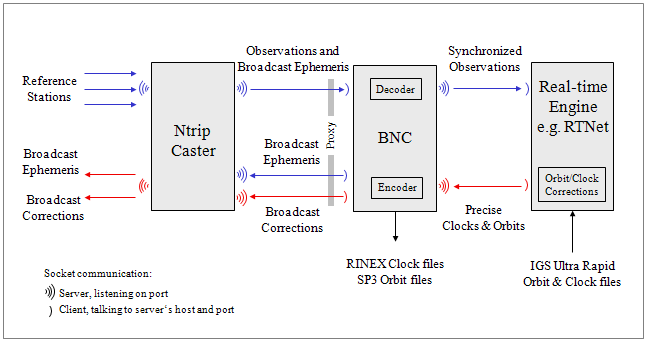 Reference
Stations
Broadcast
Ephemeris
Broadcast
Corrections
Ntrip
Caster
Observations and
Broadcast Ephemeris
Proxy
Broadcast
Ephemeris
Broadcast
Corrections
Decoder
BNC
Encoder
RINEX Clock files
SP3 Orbit files
Synchronized
Observations
Precise
Clocks & Orbits
Real-time
Engine
e.g. RTNet
Orbit/Clock
Corrections
IGS Ultra Rapid
Orbit & Clock files
Socket communication:
Server, listening on port
Client, talking to server's host and port